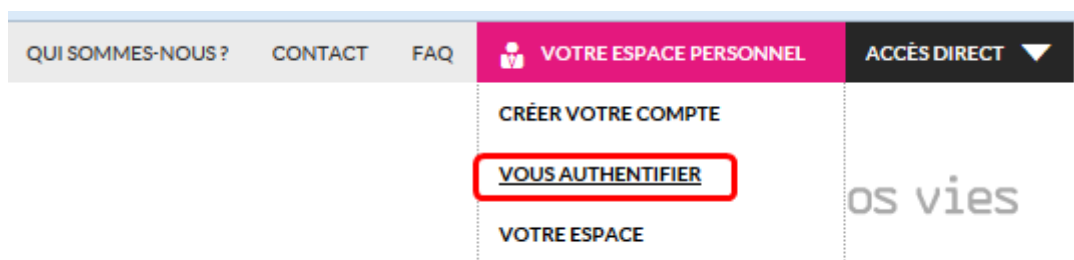 QUI SOMMES-NOUS ? CONTACT FAQ VOTRE ESPACE PERSONNEL ACCÈS DIRECT
CRÉER VOTRE COMPTE
VOUS AUTHENTIFIER
os vies
VOTRE ESPACE